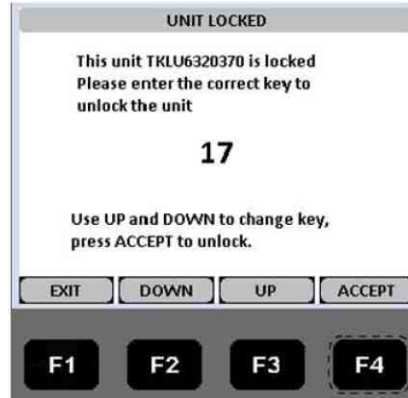 UNIT LOCKED
This unit TKLU6320370 is locked
Please enter the correct key to
unlock the unit
17
Use UP and DOWN to change key,
press ACCEPT to unlock.
EXIT DOWN UP ACCEPT
F1 F2 F3 F4